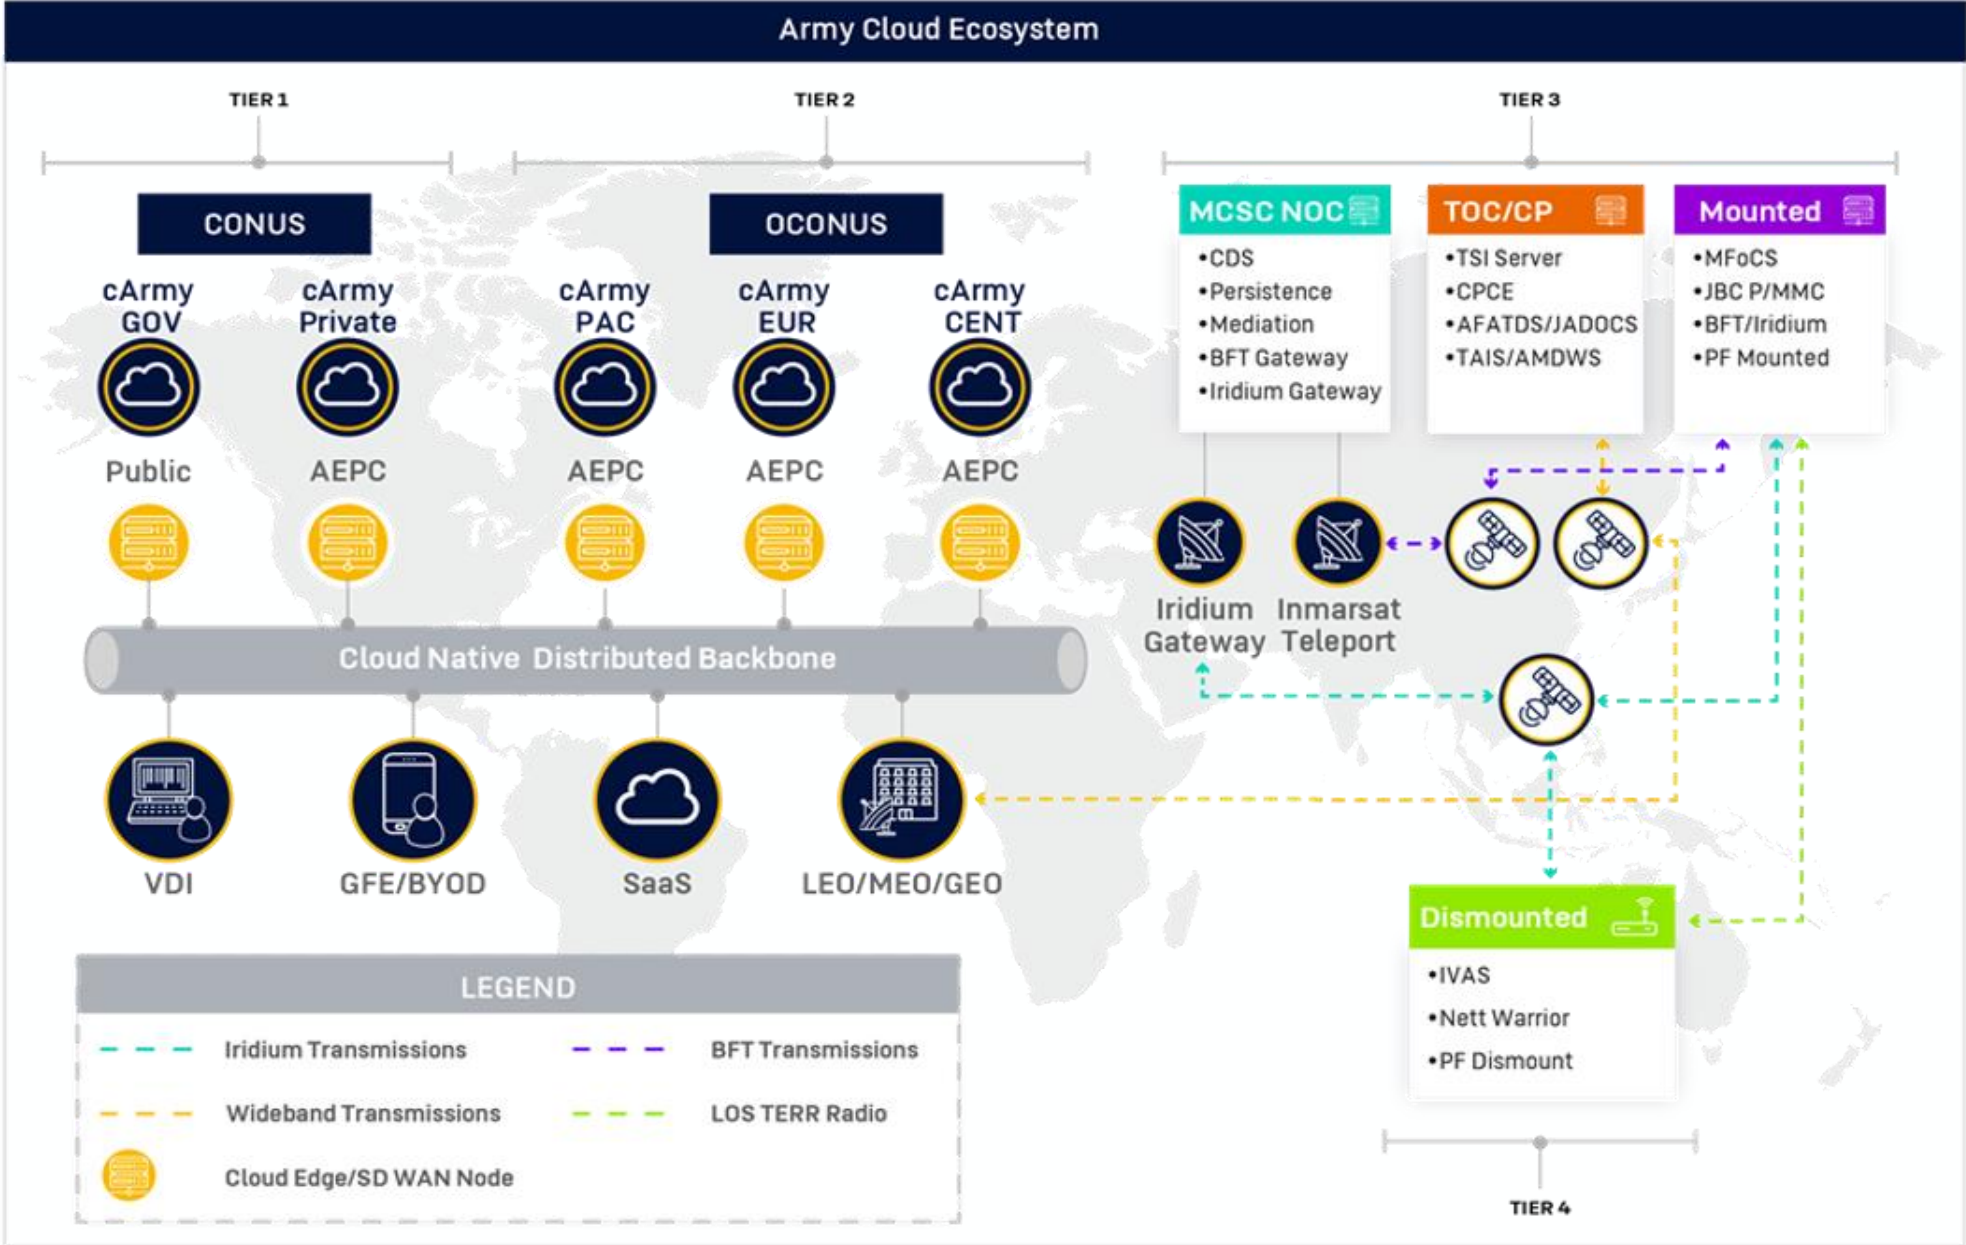 Army Cloud Ecosystem
TIER 1
TIER 2
TIER 3
CONUS
OCONUS
cArmy
GOV
cArmy
Private
cArmy
PAC
cArmy
EUR
cArmy
CENT
Public
AEPC
AEPC
AEPC
AEPC
Cloud Native Distributed Backbone
VDI
GFE/BYOD
SaaS
LEO/MEO/GEO
MCSC NOC
•CDS
•Persistence
•Mediation
•BFT Gateway
•Iridium Gateway
TOC/CP
•TSI Server
•CPCE
•AFATDS/JADOCS
•TAIS/AMDWS
Mounted
•MFoCS
•JBC P/MMC
•BFT/Iridium
•PF Mounted
Iridium
Gateway
Inmarsat
Teleport
Dismounted
•IVAS
•Nett Warrior
•PF Dismount
TIER 4
LEGEND
Iridium Transmissions
BFT Transmissions
Wideband Transmissions
LOS TERR Radio
Cloud Edge/SD WAN Node